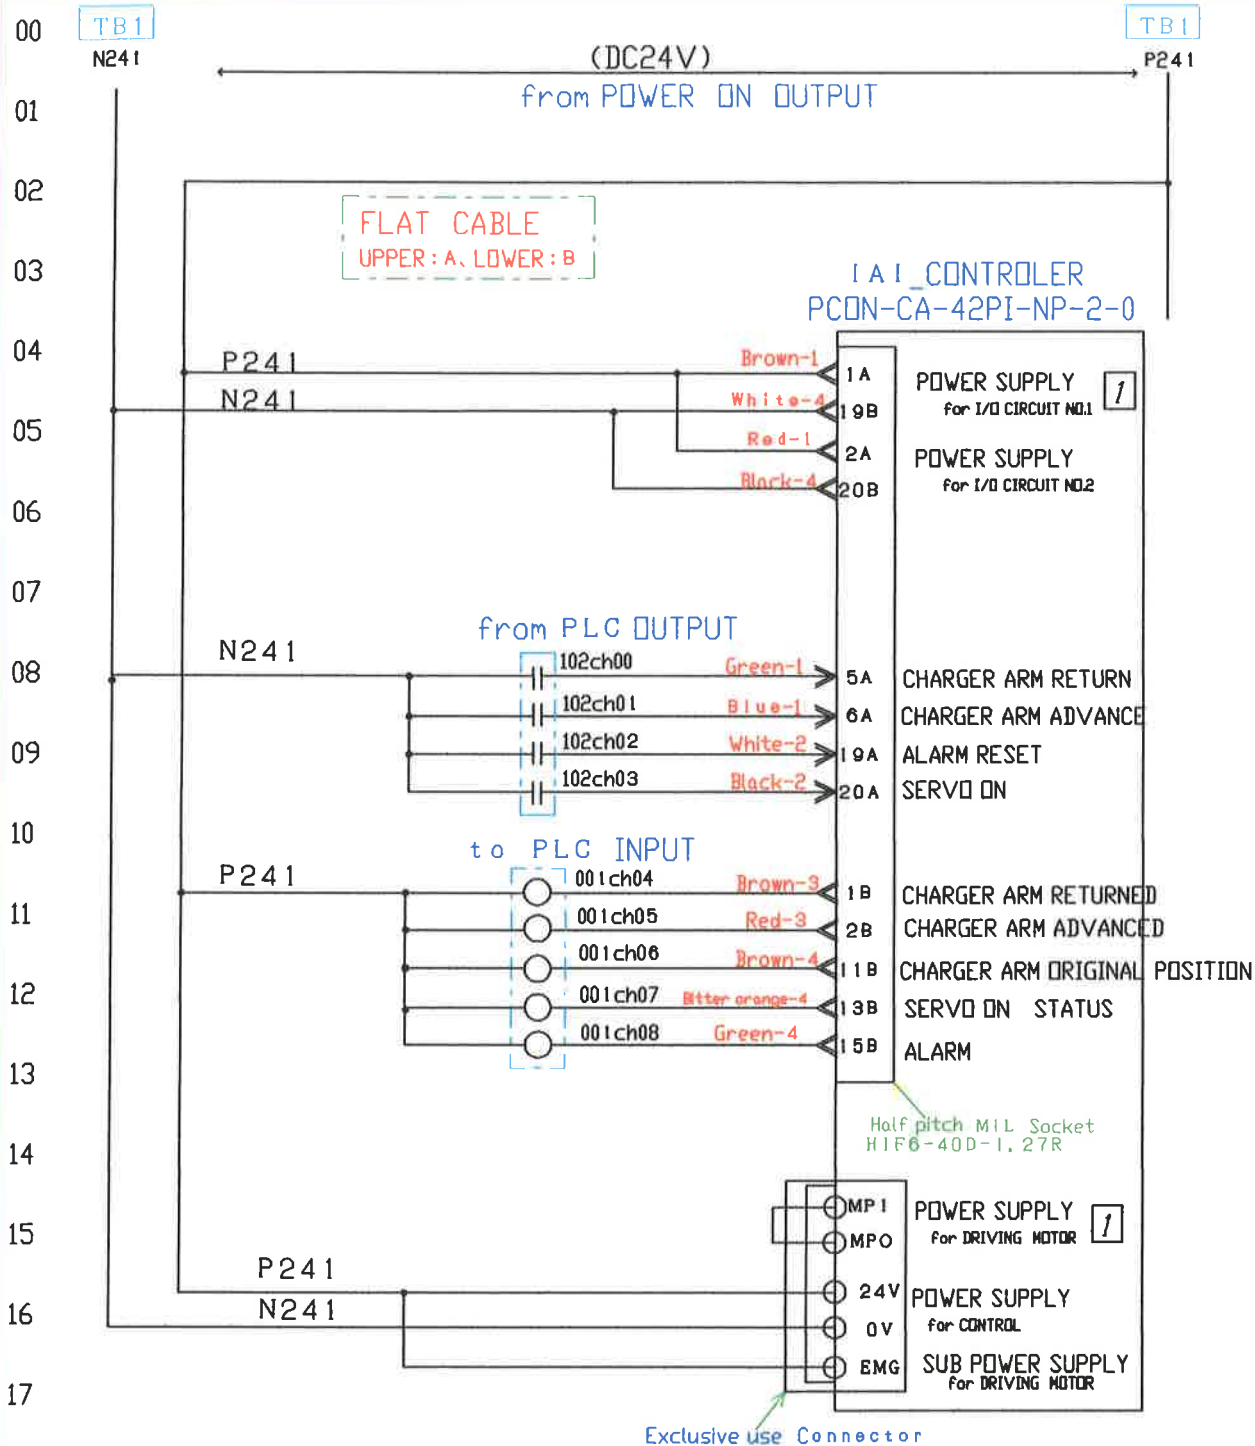 00
TB1
TB1
N241
(DC24V)
P241
from POWER ON OUTPUT
01
02
FLAT CABLE
UPPER:A、LOWER:B
03
IAI_CONTROLER
PCON-CA-42PI-NP-2-0
04
P241
Brown-1
1A
POWER SUPPLY
1
for I/O CIRCUIT NO.1
N241
White-4
19B
05
Red-1
2A
POWER SUPPLY
for I/O CIRCUIT NO.2
Black-4
20B
06
07
from PLC OUTPUT
N241
08
102ch00
Green-1
5A
CHARGER ARM RETURN
102ch01
Blue-1
6A
CHARGER ARM ADVANCE
09
102ch02
White-2
19A
ALARM RESET
102ch03
Black-2
20A
SERVO ON
10
to PLC INPUT
P241
001ch04
Brown-3
1B
CHARGER ARM RETURNED
11
001ch05
Red-3
2B
CHARGER ARM ADVANCED
001ch06
Brown-4
11B
CHARGER ARM ORIGINAL POSITION
12
001ch07
Bitter orange-4
13B
SERVO ON STATUS
001ch08
Green-4
15B
ALARM
13
Half pitch MIL Socket
HIF6-40D-1.27R
14
MPI
POWER SUPPLY
1
for DRIVING MOTOR
15
MPO
P241
24V
POWER SUPPLY
for CONTROL
16
N241
0V
EMG
SUB POWER SUPPLY
for DRIVING MOTOR
17
Exclusive use Connector